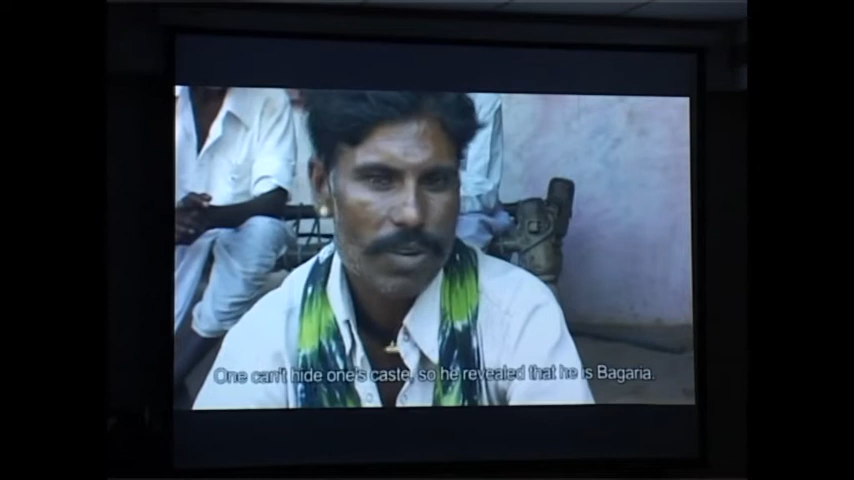 One can't hide one's caste, so he revealed that he is Bagaria.